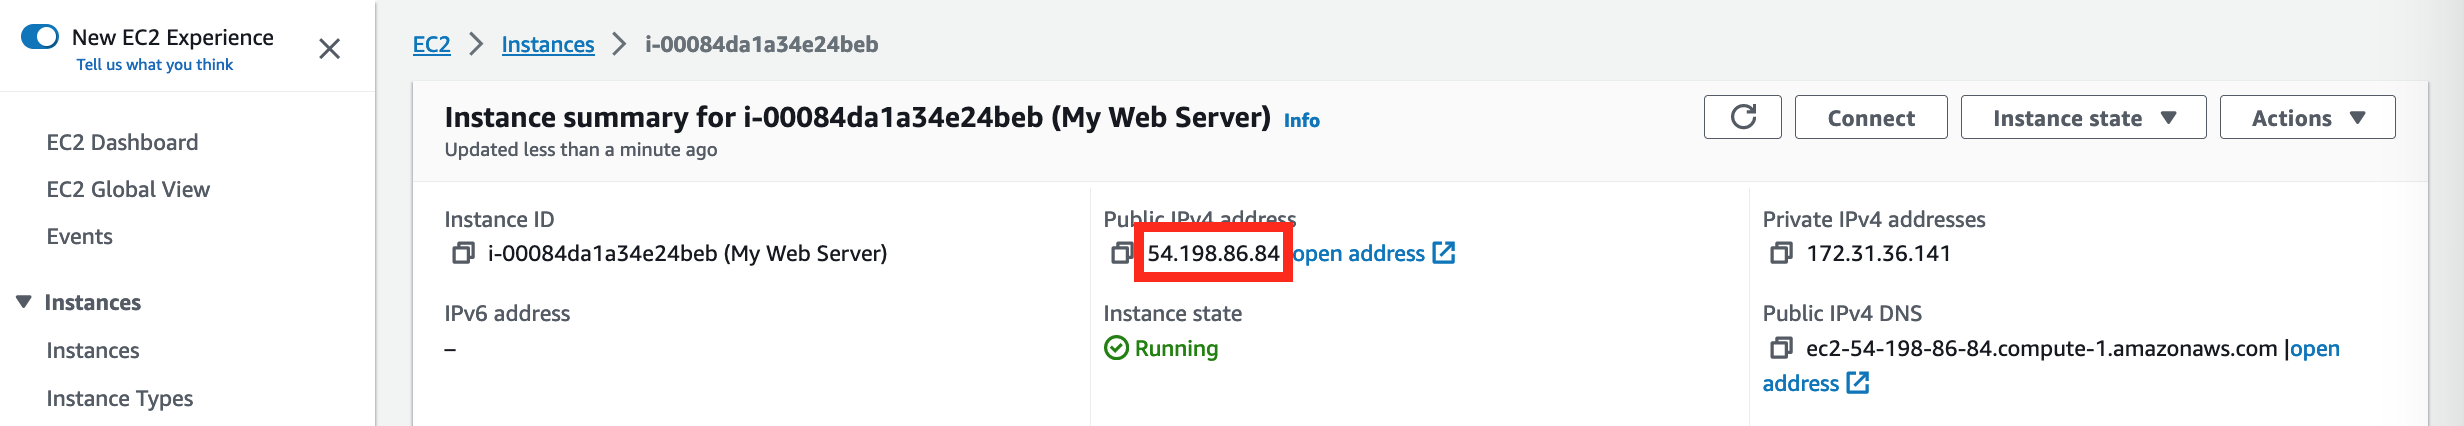 New EC2 Experience
Tell us what you think
EC2 Dashboard
EC2 Global View
Events
Instances
Instances
Instance Types
EC2 > Instances > i-00084da1a34e24beb
Instance summary for i-00084da1a34e24beb (My Web Server) Info
Updated less than a minute ago
Connect
Instance state
Actions
Instance ID
i-00084da1a34e24beb (My Web Server)
IPv6 address
–
Public IPv4 address
54.198.86.84 open address
Instance state
Running
Private IPv4 addresses
172.31.36.141
Public IPv4 DNS
ec2-54-198-86-84.compute-1.amazonaws.com |open
address